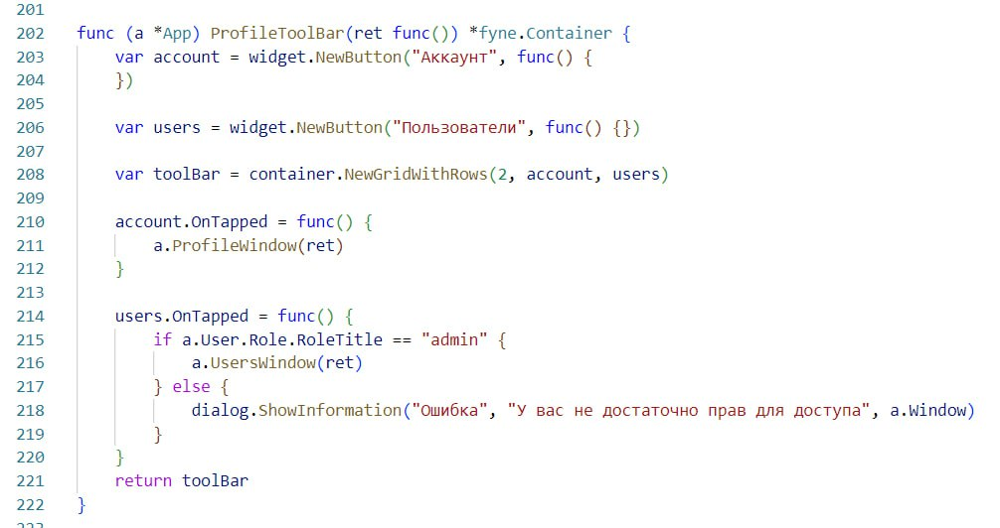 201
202 func (a *App) ProfileToolBar(ret func()) *fyne.Container {
203     var account = widget.NewButton("Аккаунт", func() {
204     })
205
206     var users = widget.NewButton("Пользователи", func() {})
207
208     var toolBar = container.NewGridWithRows(2, account, users)
209
210     account.OnTapped = func() {
211         a.ProfileWindow(ret)
212     }
213
214     users.OnTapped = func() {
215         if a.User.Role.RoleTitle == "admin" {
216             a.UsersWindow(ret)
217         } else {
218             dialog.ShowInformation("Ошибка", "У вас не достаточно прав для доступа", a.Window)
219         }
220     }
221     return toolBar
222 }